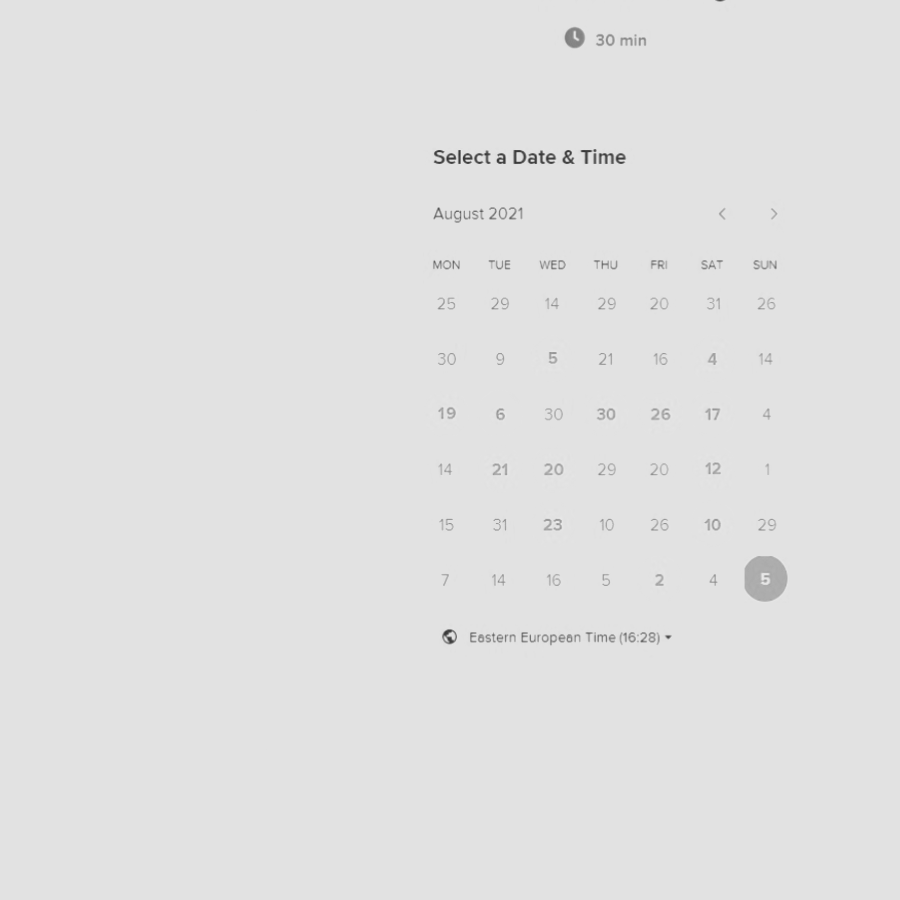 30 min
Select a Date & Time
August 2021
MON TUE WED THU FRI SAT SUN
25 29 14 29 20 31 26
30 9 5 21 16 4 14
19 6 30 30 26 17 4
14 21 20 29 20 12 1
15 31 23 10 26 10 29
7 14 16 5 2 4 5
Eastern European Time (16:28)